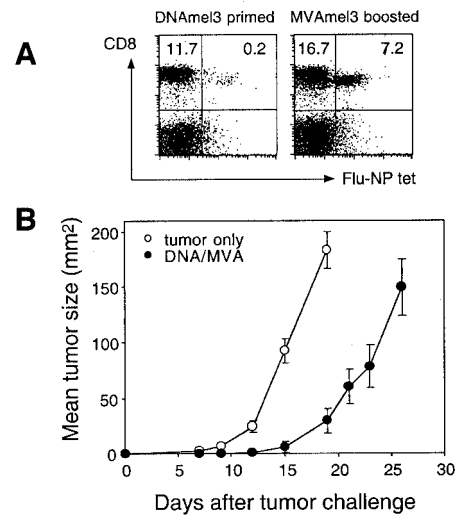 A
DNAmel3 primed
MVAmel3 boosted
CD8
11.7
0.2
16.7
7.2
Flu-NP tet
B
Mean tumor size (mm2)
200
150
100
50
0
tumor only
DNA/MVA
0
5
10
15
20
25
30
Days after tumor challenge